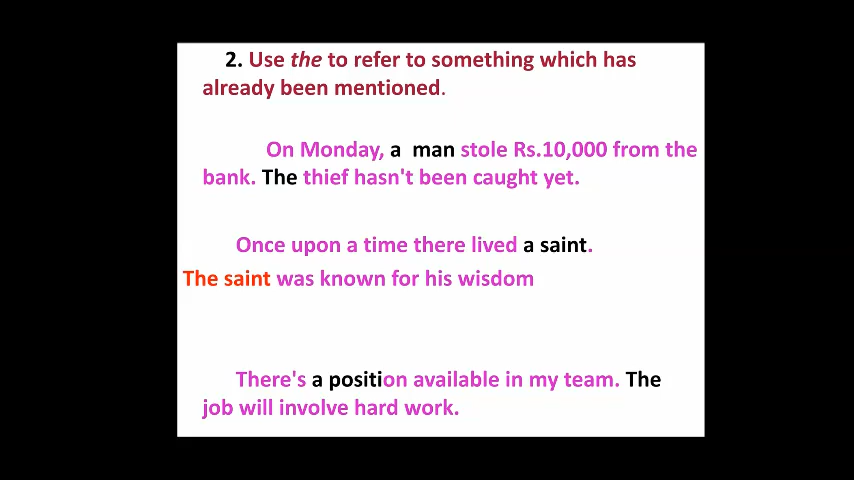 2. Use the to refer to something which has
already been mentioned.
On Monday, a man stole Rs.10,000 from the
bank. The thief hasn't been caught yet.
Once upon a time there lived a saint.
The saint was known for his wisdom
There's a position available in my team. The
job will involve hard work.